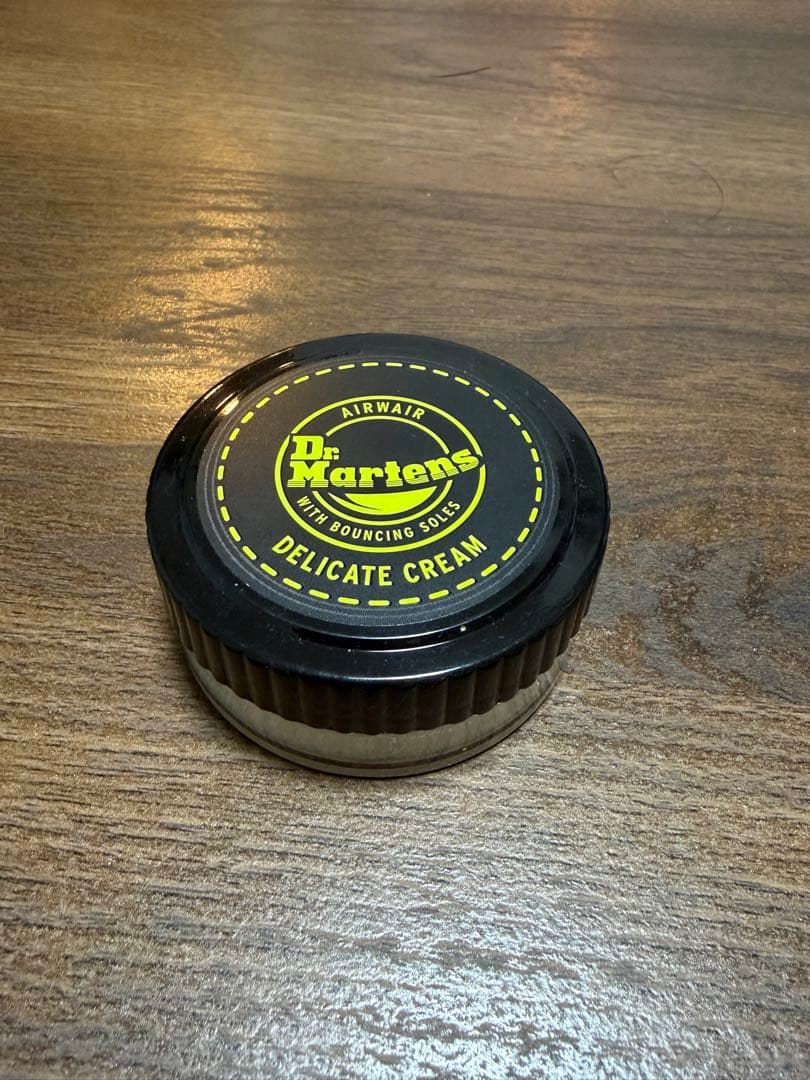 AIRWAIR
Dr.
Martens
WITH BOUNCING SOLES
DELICATE CREAM